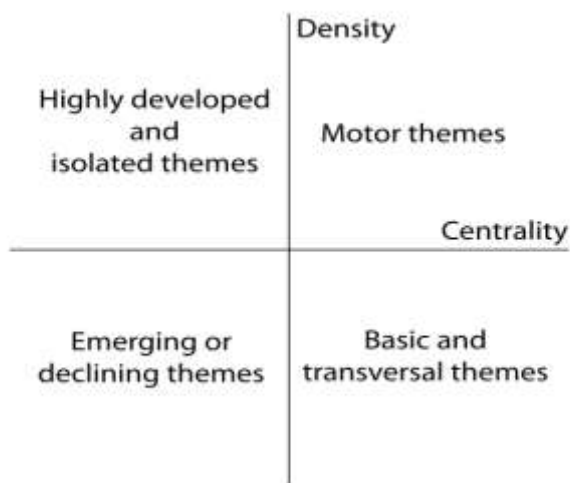 Density
Highly developed
and
isolated themes
Motor themes
Centrality
Emerging or
declining themes
Basic and
transversal themes